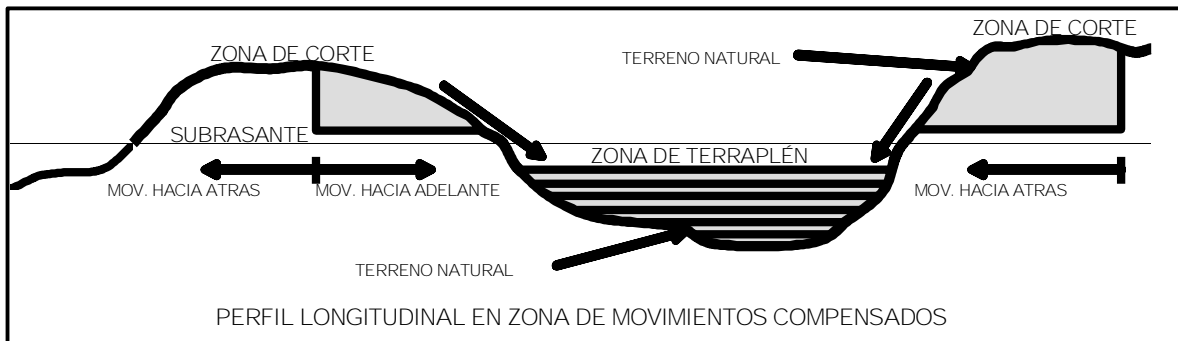 ZONA DE CORTE
ZONA DE CORTE
TERRENO NATURAL
SUBRASANTE
ZONA DE TERRAPLÉN
MOV. HACIA ATRAS
MOV. HACIA ADELANTE
MOV. HACIA ATRAS
TERRENO NATURAL
PERFIL LONGITUDINAL EN ZONA DE MOVIMIENTOS COMPENSADOS